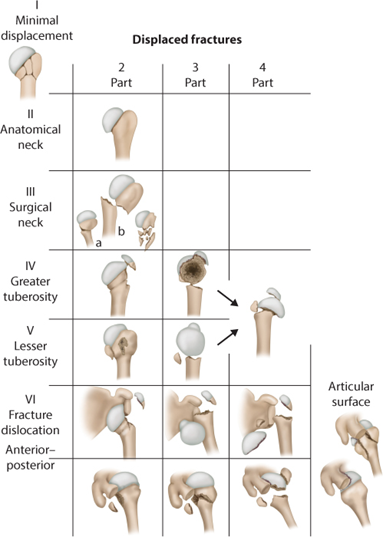 I
Minimal
displacement
Displaced fractures
2
Part
3
Part
4
Part
II
Anatomical
neck
III
Surgical
neck
a
b
IV
Greater
tuberosity
V
Lesser
tuberosity
VI
Fracture
dislocation
Anterior–
posterior
Articular
surface